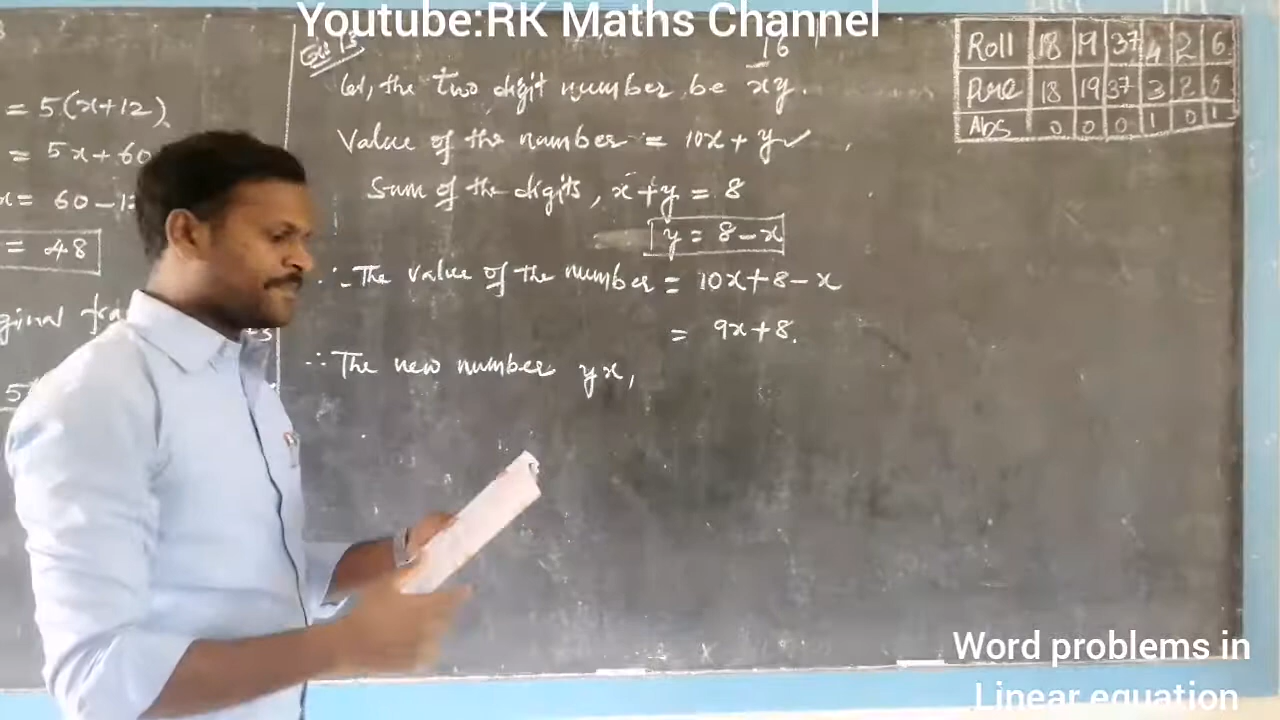 Youtube:RK Maths Channel
= 5(x+12)
= 5x+60
= 60-12
= 48
Ex: 13
16
Let, the two digit number be xy.
Value of the number = 10x + y ✓
Sum of the digits, x+y = 8
y = 8-x
∴ The value of the number = 10x+8-x
= 9x+8.
∴ The new number yx,
Roll 18 19 37 4 2 6
Pre 18 19 37 3 2
Abs 0 0 0 1 0 1
Word problems in
Linear equation